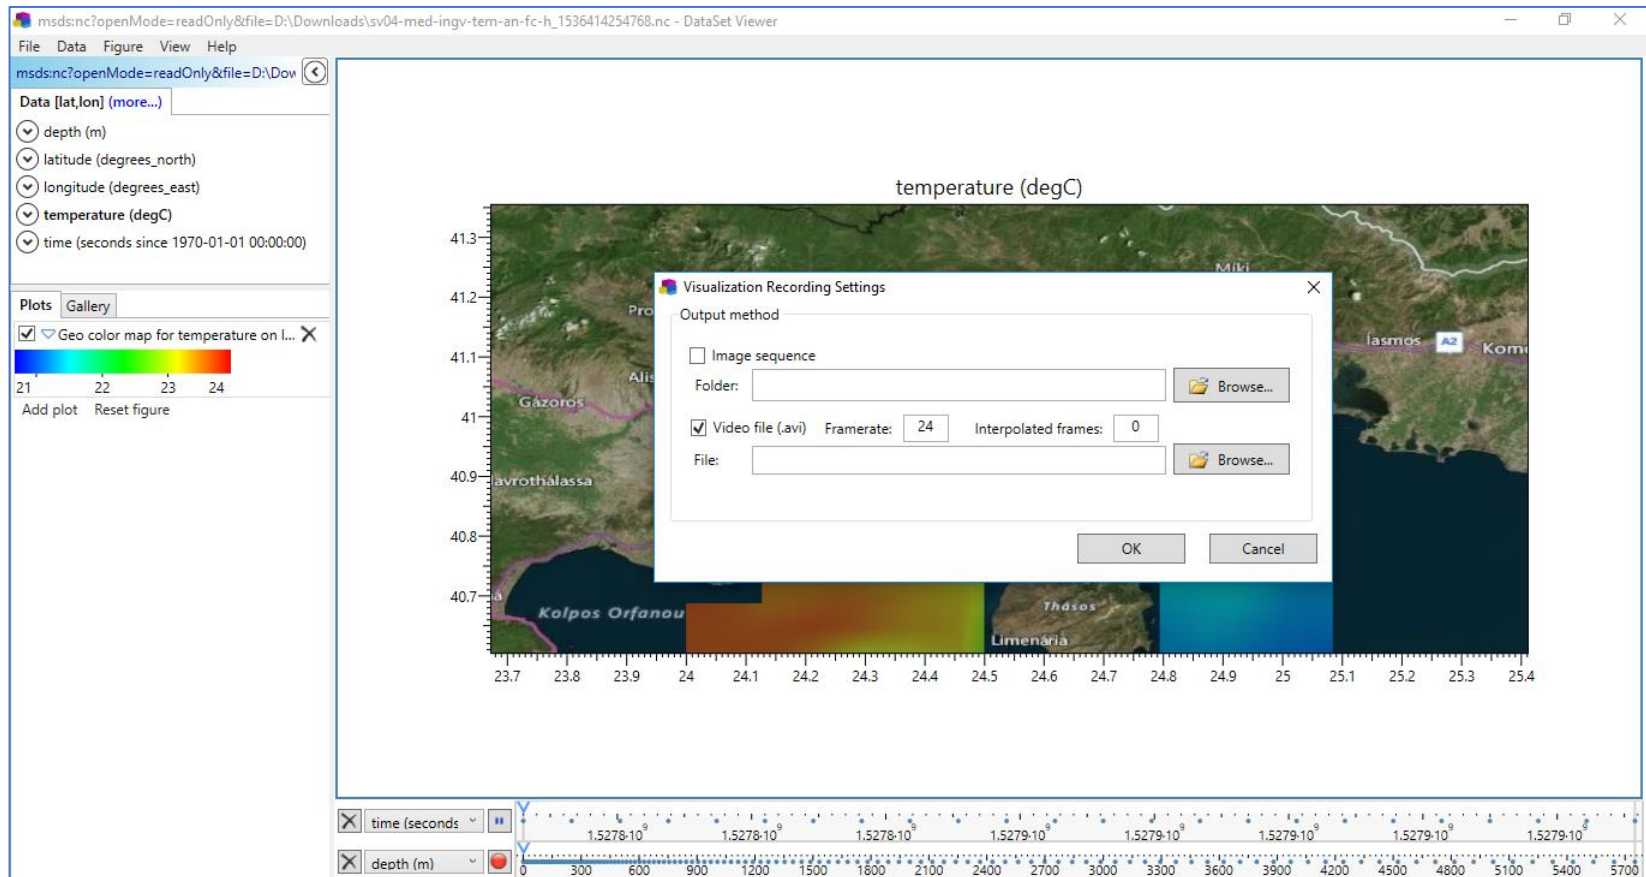 msds:nc?openMode=readOnly&file=D:\Downloads\sv04-med-ingv-tem-an-fc-h_1536414254768.nc - DataSet Viewer
File Data Figure View Help
msds:nc?openMode=readOnly&file=D:\Dow
Data [lat,lon] (more...)
depth (m)
latitude (degrees_north)
longitude (degrees_east)
temperature (degC)
time (seconds since 1970-01-01 00:00:00)
Plots Gallery
Geo color map for temperature on l...
21 22 23 24
Add plot Reset figure
temperature (degC)
41.3
41.2
41.1
41
40.9
40.8
40.7
Miki
Pro
Alis
Gázoros
avrothálassa
Iasmos A2 Kom
Kolpos Orfanou
Thásos
Limenária
23.7 23.8 23.9 24 24.1 24.2 24.3 24.4 24.5 24.6 24.7 24.8 24.9 25 25.1 25.2 25.3 25.4
Visualization Recording Settings
Output method
Image sequence
Folder: Browse...
Video file (.avi) Framerate: 24 Interpolated frames: 0
File: Browse...
OK Cancel
time (seconds
1.5278·10⁹ 1.5278·10⁹ 1.5278·10⁹ 1.5279·10⁹ 1.5279·10⁹ 1.5279·10⁹ 1.5279·10⁹ 1.5279·10⁹
depth (m)
0 300 600 900 1200 1500 1800 2100 2400 2700 3000 3300 3600 3900 4200 4500 4800 5100 5400 5700